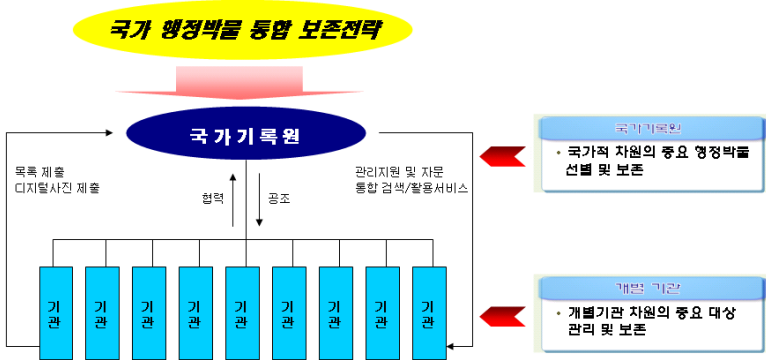 국가 행정박물 통합 보존전략
국가기록원
목록 제출
디지털사진 제출
협력
공조
관리지원 및 자문
통합 검색/활용서비스
기관
기관
기관
기관
기관
기관
기관
기관
기관
국가기록원
• 국가적 차원의 중요 행정박물
선별 및 보존
개별 기관
• 개별기관 차원의 중요 대상
관리 및 보존